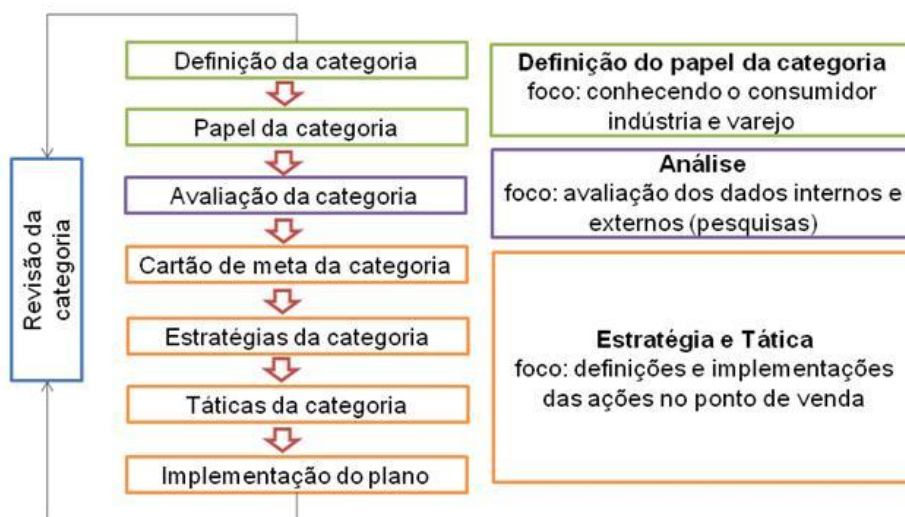 Definição da categoria
Papel da categoria
Avaliação da categoria
Cartão de meta da categoria
Estratégias da categoria
Táticas da categoria
Implementação do plano
Revisão da
categoria
Definição do papel da categoria
foco: conhecendo o consumidor
indústria e varejo
Análise
foco: avaliação dos dados internos e
externos (pesquisas)
Estratégia e Tática
foco: definições e implementações
das ações no ponto de venda